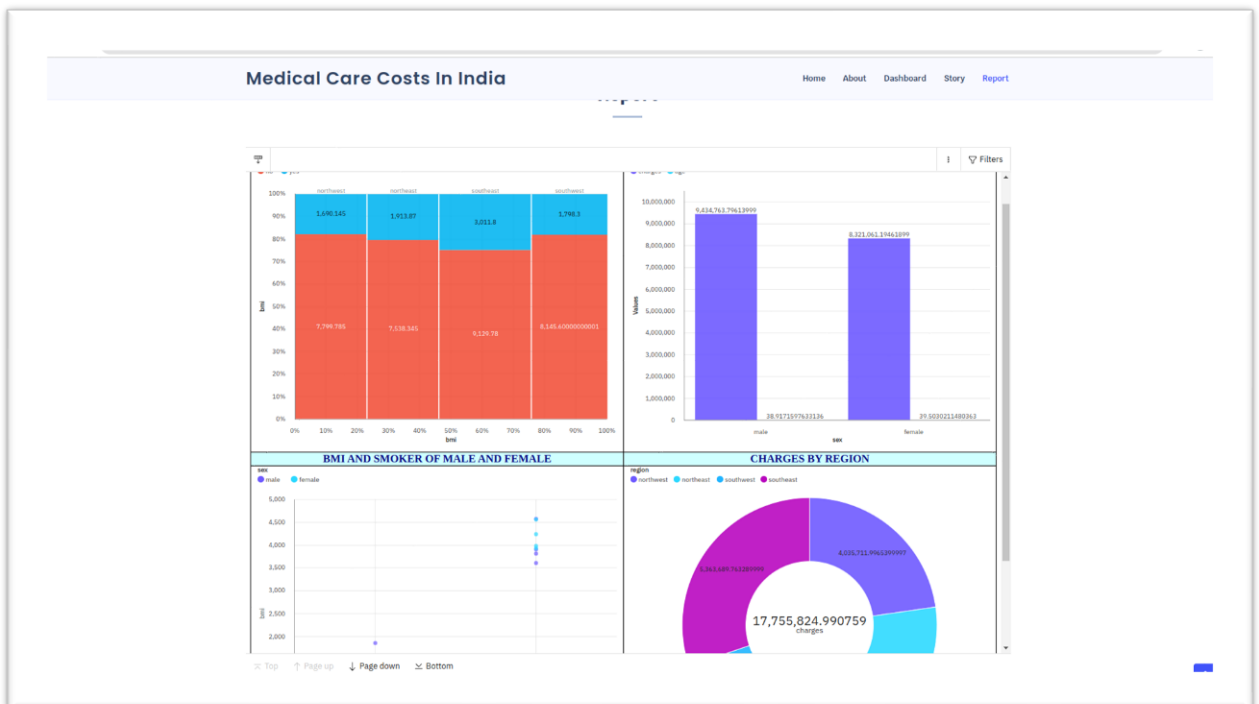 Medical Care Costs In India
Home About Dashboard Story Report
Report
Filters
northwest northeast southeast southwest
100%
90%
80%
70%
60%
50%
40%
30%
20%
10%
0%
bmi
1,690.145 1,913.87 3,011.8 1,798.3
7,799.785 7,538.345 9,129.78 8,145.60000000001
0% 10% 20% 30% 40% 50% 60% 70% 80% 90% 100%
bmi
10,000,000
9,000,000
8,000,000
7,000,000
6,000,000
5,000,000
4,000,000
3,000,000
2,000,000
1,000,000
0
Values
9,434,763.79613999
8,321,061.19461899
38.9171597633136
39.5030211480363
male female
sex
BMI AND SMOKER OF MALE AND FEMALE
sex
male female
5,000
4,500
4,000
3,500
3,000
2,500
2,000
bmi
CHARGES BY REGION
region
northwest northeast southwest southeast
17,755,824.990759
charges
Top Page up Page down Bottom